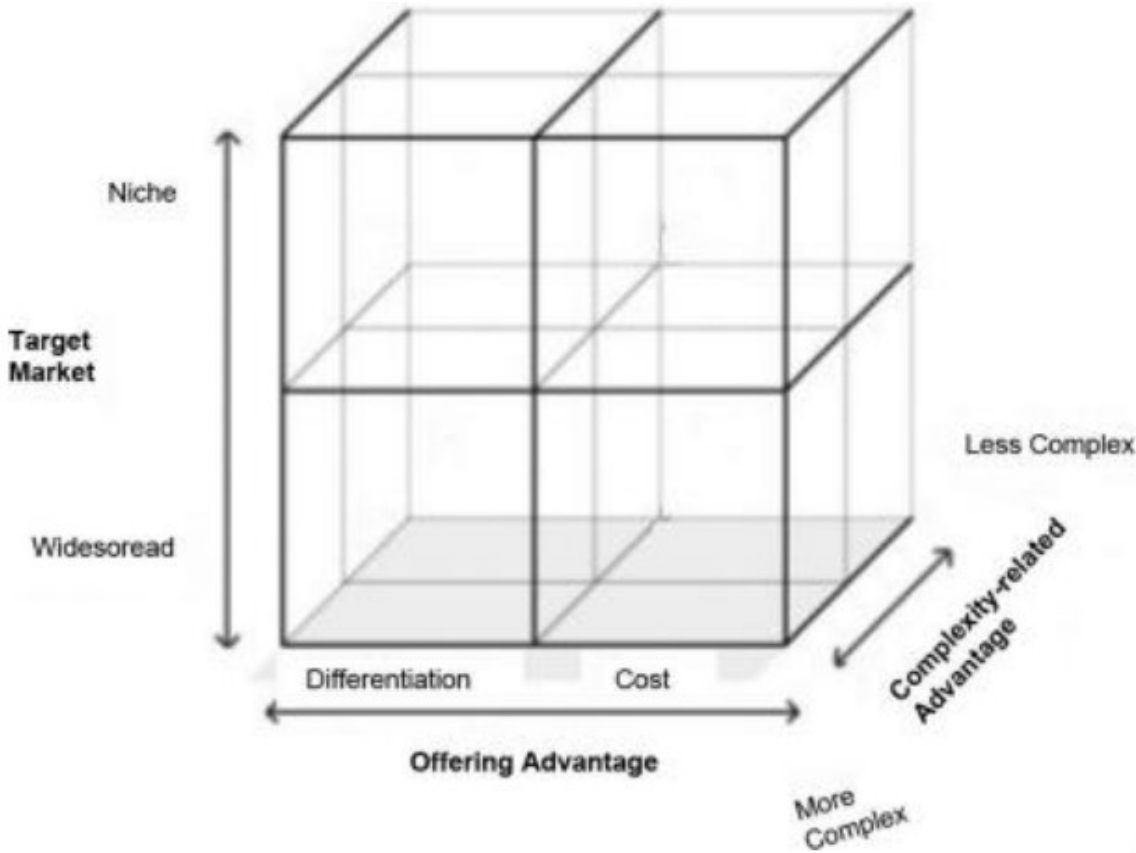 Niche
Target
Market
Less Complex
Widesoread
Complexity-related
Advantage
Differentiation
Cost
Offering Advantage
More
Complex